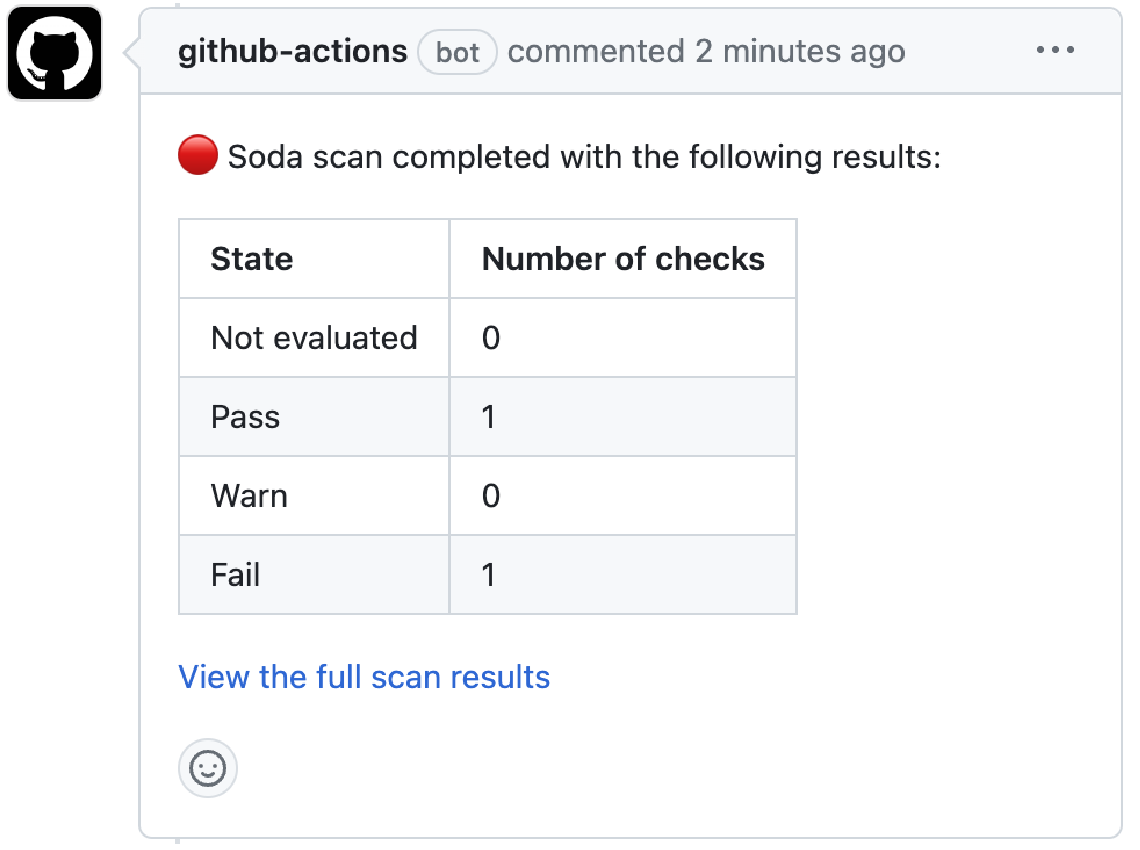 github-actions bot commented 2 minutes ago
🔴 Soda scan completed with the following results:
State Number of checks
Not evaluated 0
Pass 1
Warn 0
Fail 1
View the full scan results